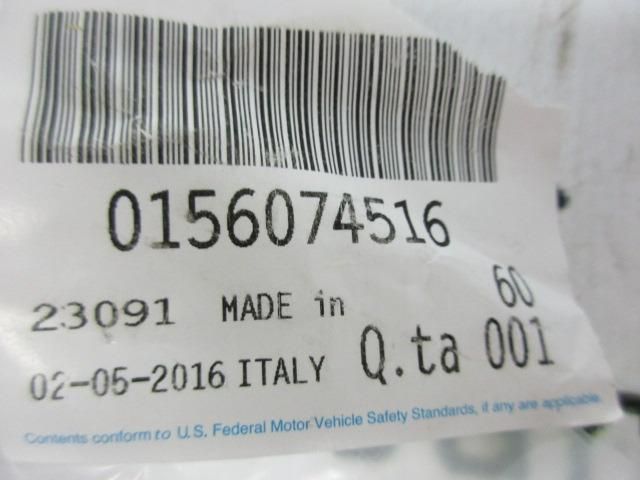 0156074516
60
23091 MADE in
02-05-2016 ITALY Q.ta 001
Contents conform to U.S. Federal Motor Vehicle Safety Standards, if any are applicable.